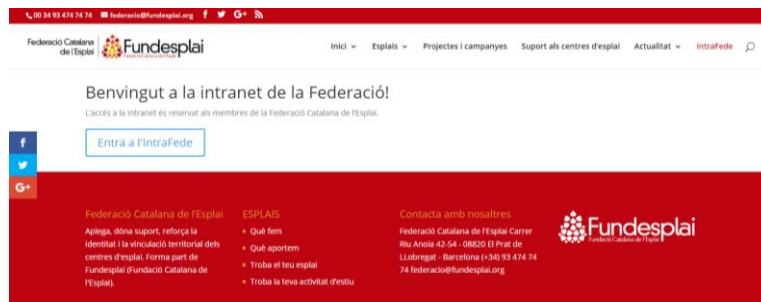 00 34 93 474 74 74 federacio@fundesplai.org f G+
Federació Catalana
de l'Esplai
Fundesplai
Fundació Catalana de l'Esplai
Inici Esplais Projectes i campanyes Suport als centres d'esplai Actualitat IntraFede
Benvingut a la intranet de la Federació!
L'accés a la intranet és reservat als membres de la Federació Catalana de l'Esplai.
Entra a l'IntraFede
f
G+
Federació Catalana de l'Esplai
Aplega, dóna suport, reforça la
identitat i la vinculació territorial dels
centres d'esplai. Forma part de
Fundesplai (Fundació Catalana de
l'Esplai).
ESPLAIS
Què fem
Què aportem
Troba el teu esplai
Troba la teva activitat d'estiu
Contacta amb nosaltres
Federació Catalana de l'Esplai Carrer
Riu Anoia 42-54 - 08820 El Prat de
LLobregat - Barcelona (+34) 93 474 74
74 federacio@fundesplai.org
Fundesplai
Fundació Catalana de l'Esplai